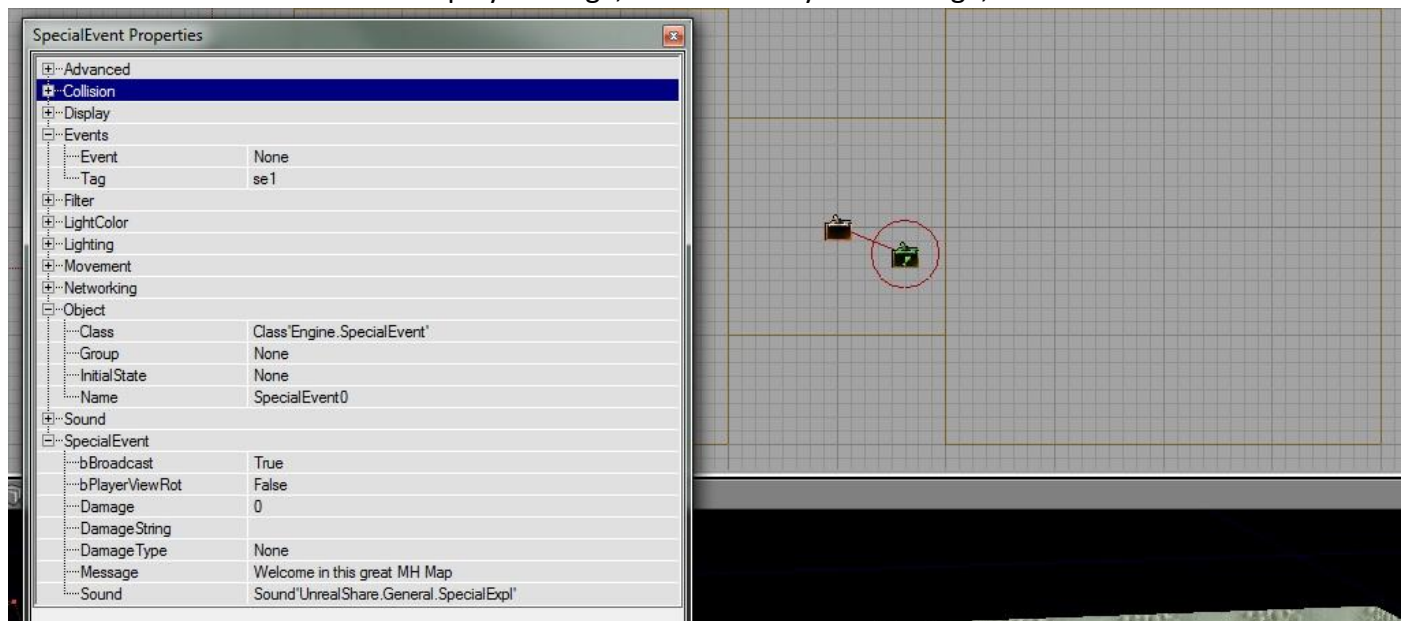 SpecialEvent Properties
Advanced
Collision
Display
Events
Event None
Tag se1
Filter
LightColor
Lighting
Movement
Networking
Object
Class Class'Engine.SpecialEvent'
Group None
InitialState None
Name SpecialEvent0
Sound
SpecialEvent
bBroadcast True
bPlayerViewRot False
Damage 0
DamageString
DamageType None
Message Welcome in this great MH Map
Sound Sound'UnrealShare.General.SpecialExpl'